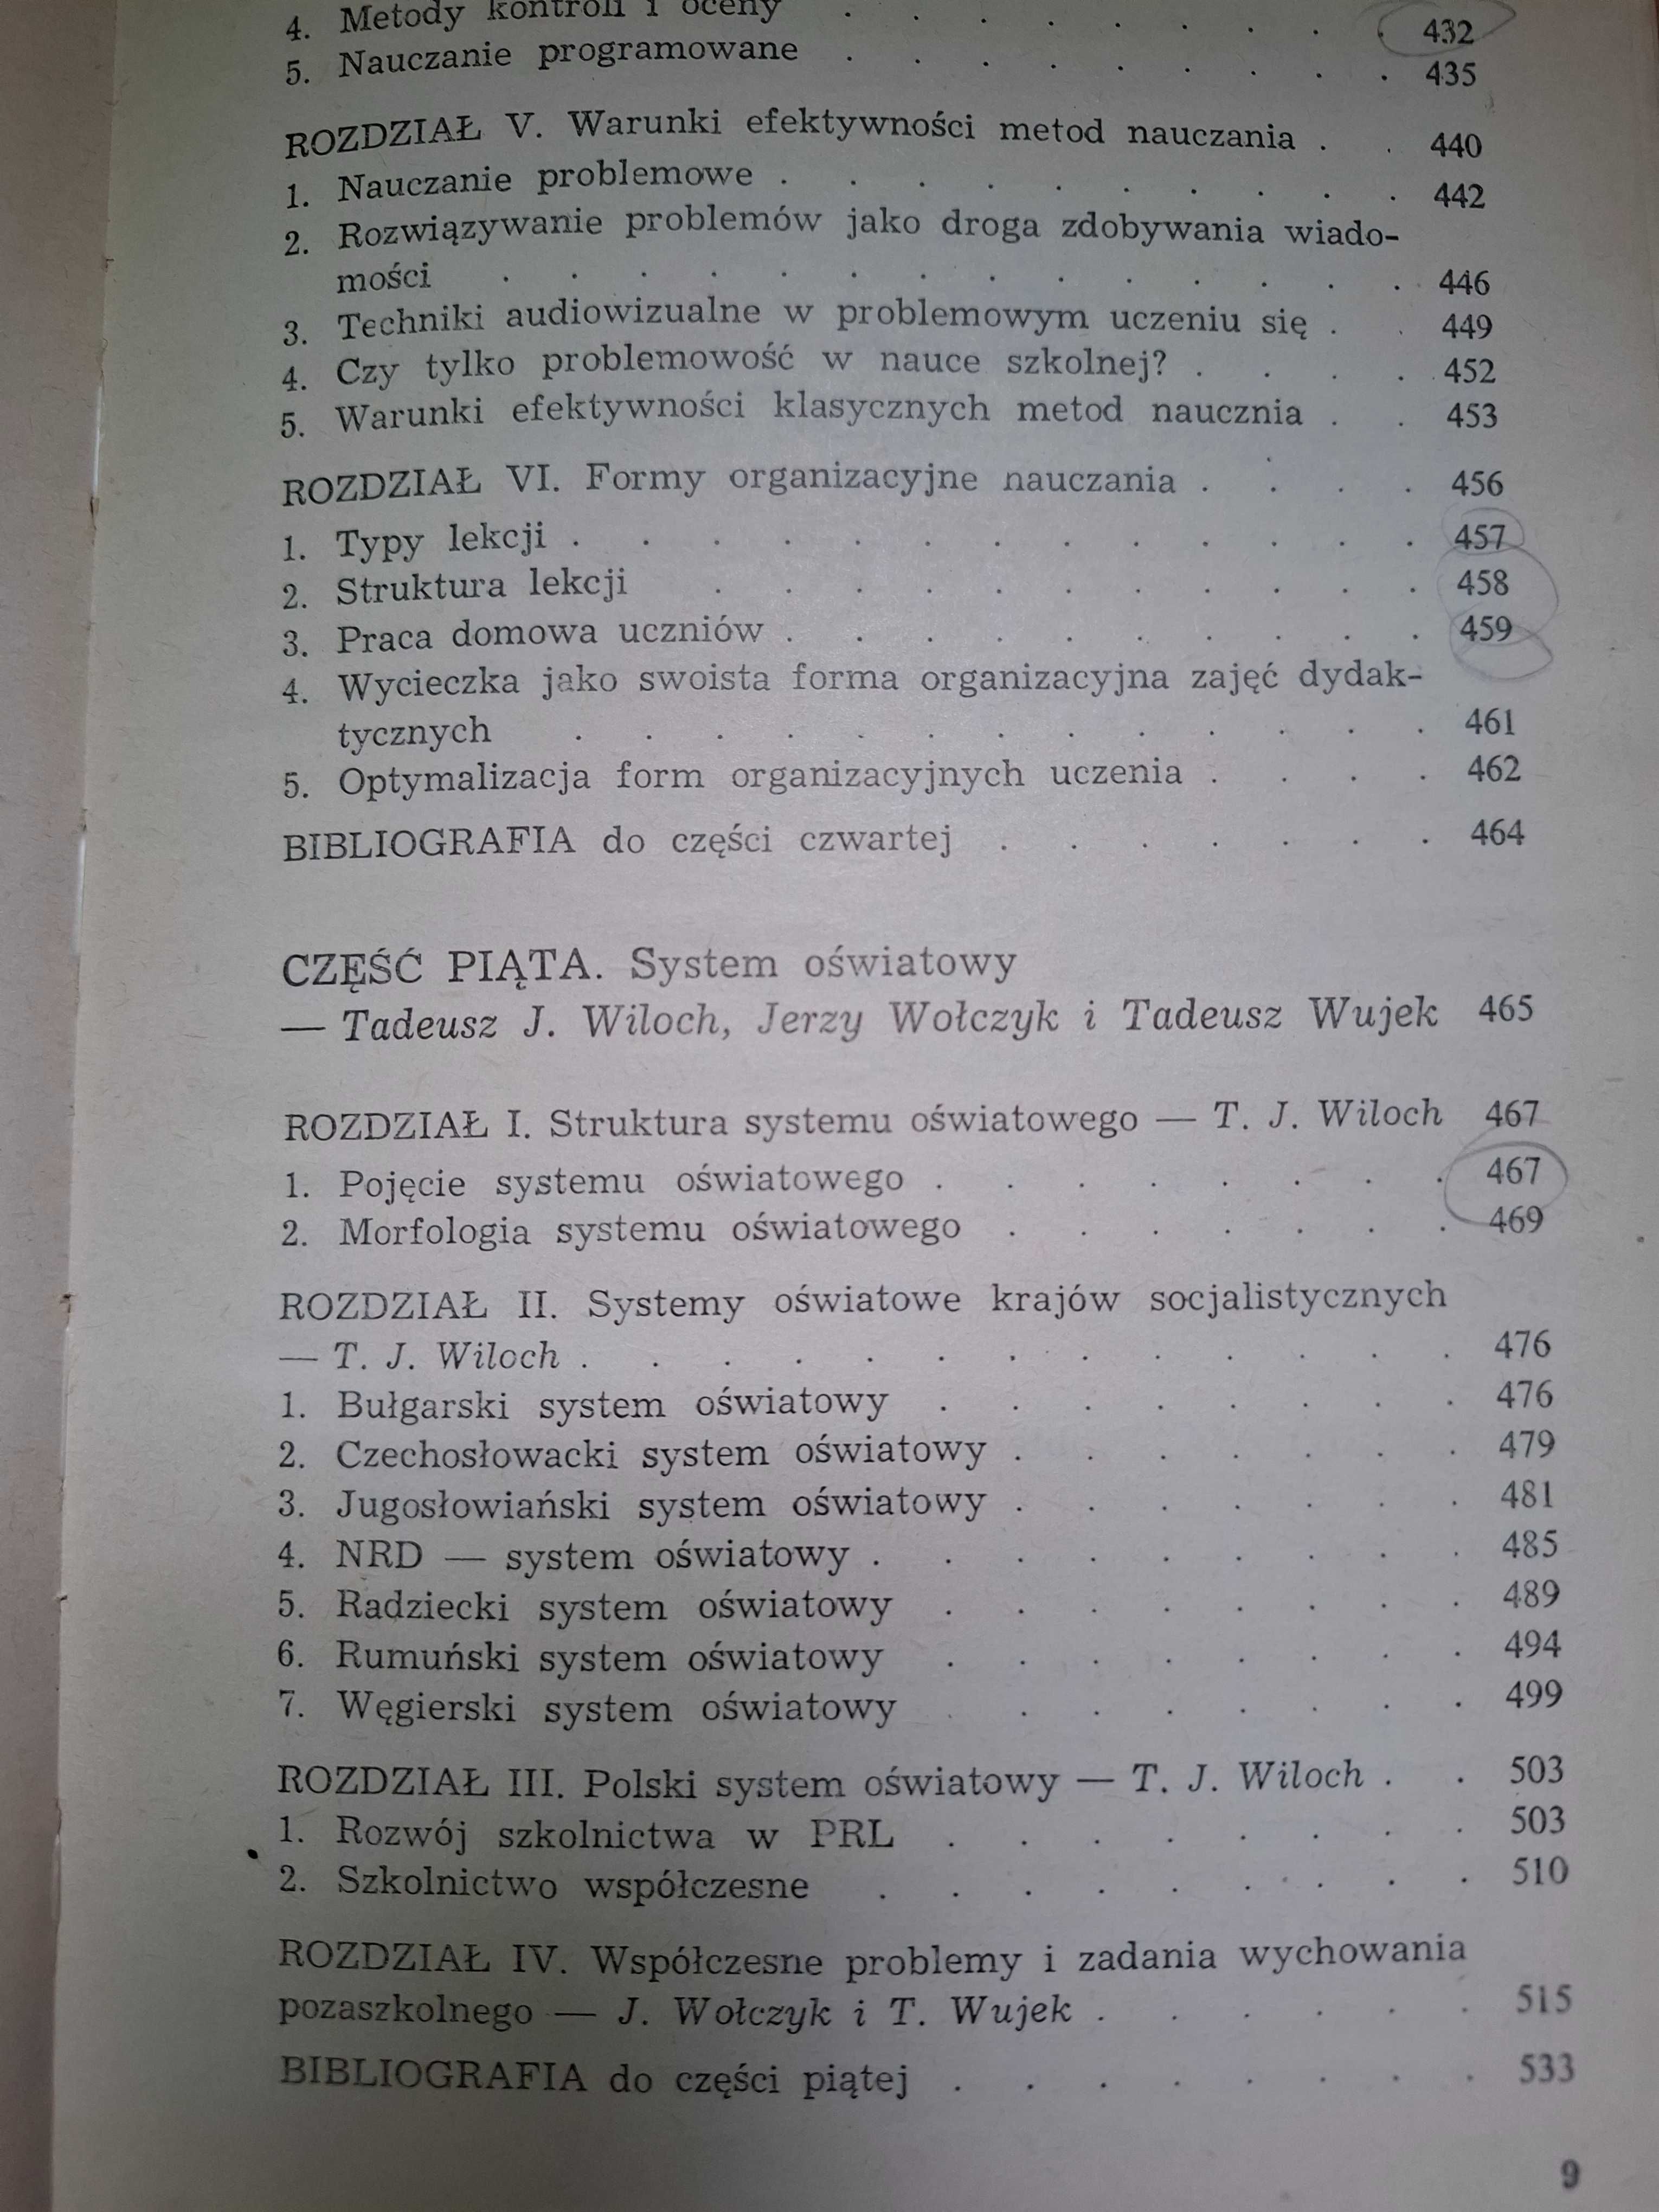 4. Metody kontroli i oceny . . . . . . . . . 432
5. Nauczanie programowane . . . . . . . . . 435
ROZDZIAŁ V. Warunki efektywności metod nauczania . . 440
1. Nauczanie problemowe . . . . . . . . . . 442
2. Rozwiązywanie problemów jako droga zdobywania wiado-
mości . . . . . . . . . . . . . . 446
3. Techniki audiowizualne w problemowym uczeniu się . . 449
4. Czy tylko problemowość w nauce szkolnej? . . . . 452
5. Warunki efektywności klasycznych metod naucznia . . 453
ROZDZIAŁ VI. Formy organizacyjne nauczania . . . . 456
1. Typy lekcji . . . . . . . . . . . . . 457
2. Struktura lekcji . . . . . . . . . . . 458
3. Praca domowa uczniów . . . . . . . . . . 459
4. Wycieczka jako swoista forma organizacyjna zajęć dydak-
tycznych . . . . . . . . . . . . . 461
5. Optymalizacja form organizacyjnych uczenia . . . . 462
BIBLIOGRAFIA do części czwartej . . . . . . . 464
CZĘŚĆ PIĄTA. System oświatowy
— Tadeusz J. Wiloch, Jerzy Wołczyk i Tadeusz Wujek 465
ROZDZIAŁ I. Struktura systemu oświatowego — T. J. Wiloch 467
1. Pojęcie systemu oświatowego . . . . . . . . 467
2. Morfologia systemu oświatowego . . . . . . . 469
ROZDZIAŁ II. Systemy oświatowe krajów socjalistycznych
— T. J. Wiloch . . . . . . . . . . . . . 476
1. Bułgarski system oświatowy . . . . . . . . 476
2. Czechosłowacki system oświatowy . . . . . . . 479
3. Jugosłowiański system oświatowy . . . . . . . 481
4. NRD — system oświatowy . . . . . . . . . 485
5. Radziecki system oświatowy . . . . . . . . 489
6. Rumuński system oświatowy . . . . . . . . 494
7. Węgierski system oświatowy . . . . . . . . 499
ROZDZIAŁ III. Polski system oświatowy — T. J. Wiloch . . 503
1. Rozwój szkolnictwa w PRL . . . . . . . . 503
2. Szkolnictwo współczesne . . . . . . . . . 510
ROZDZIAŁ IV. Współczesne problemy i zadania wychowania
pozaszkolnego — J. Wołczyk i T. Wujek . . . . . . 515
BIBLIOGRAFIA do części piątej . . . . . . . . 533
9